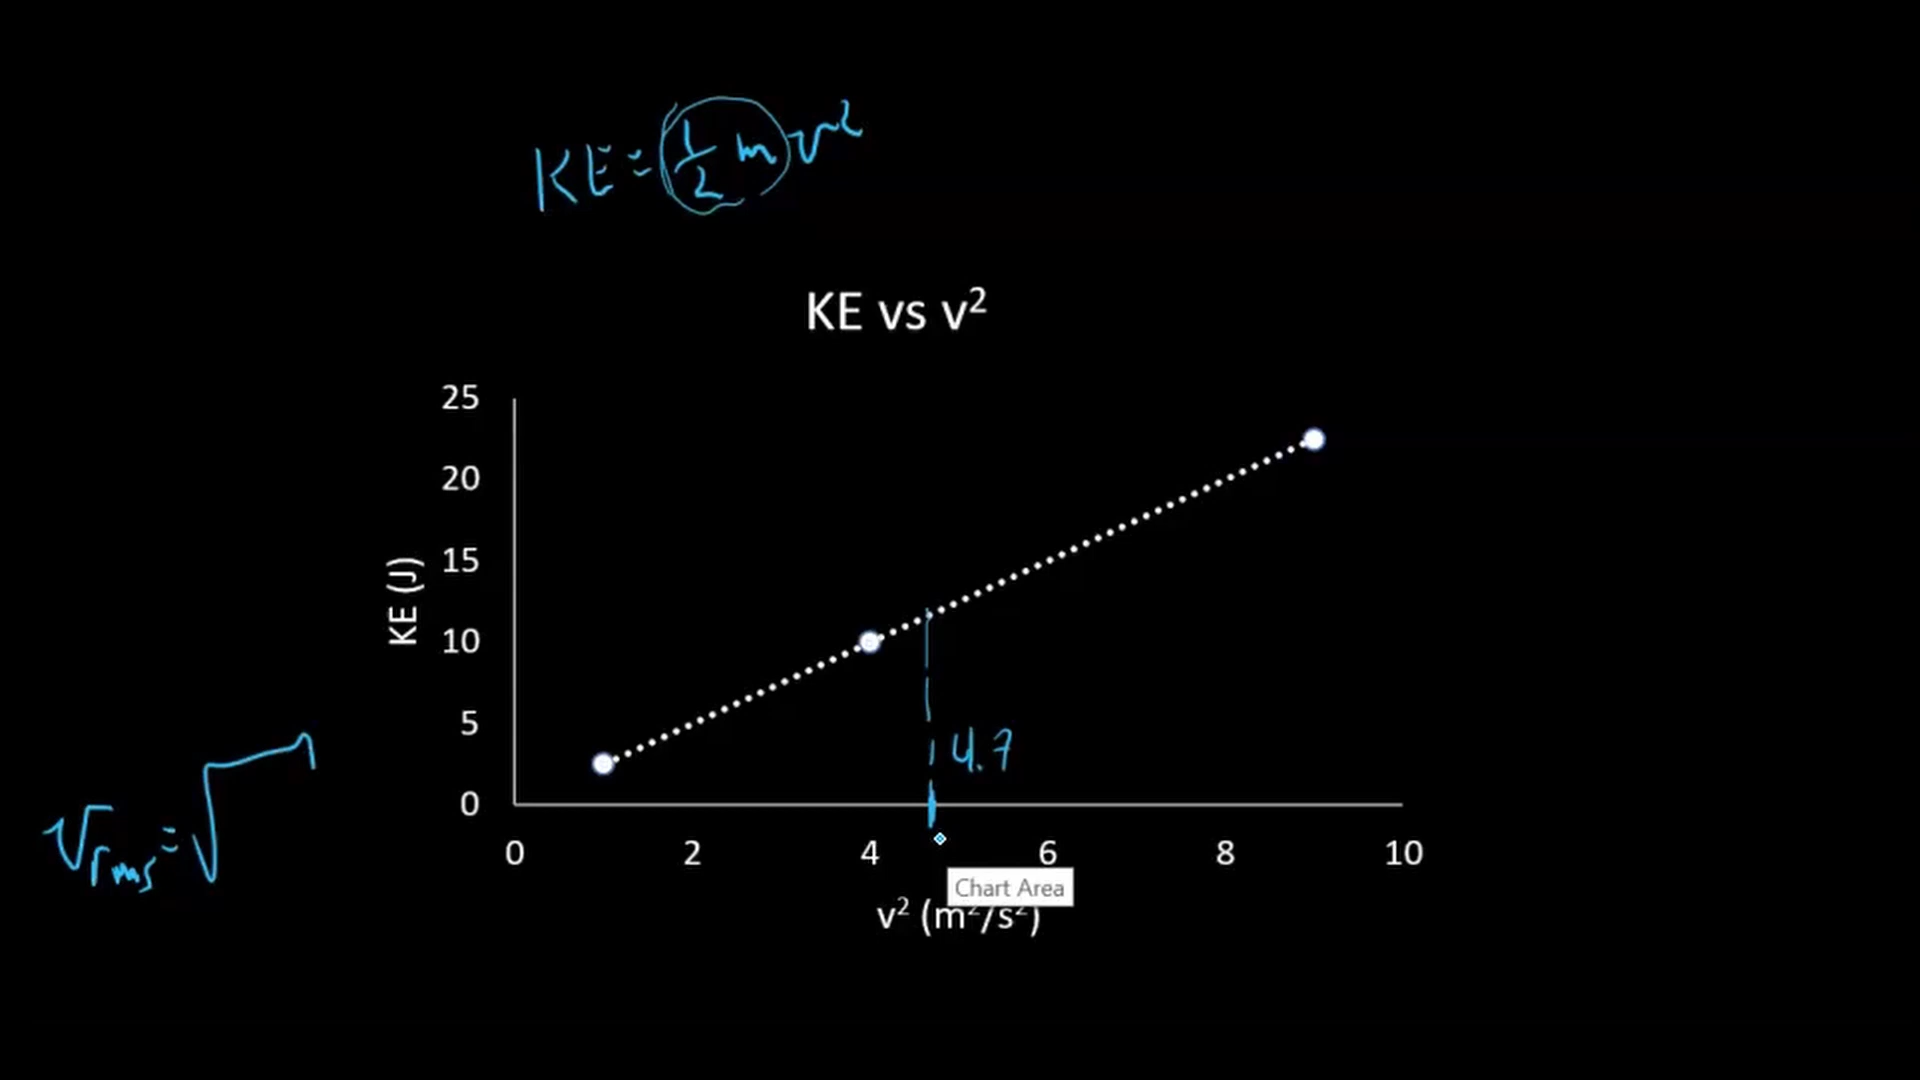 KE = 1/2 m v²
KE vs v²
25
20
15
10
5
0
KE (J)
4.7
v_rms = √
0 2 4 6 8 10
Chart Area
v² (m²/s²)